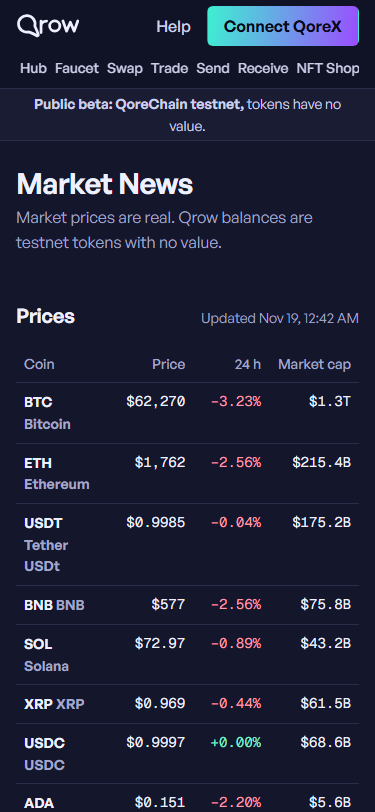 Qrow
Help
Connect QoreX
Hub Faucet Swap Trade Send Receive NFT Shop
Public beta: QoreChain testnet, tokens have no
value.
Market News
Market prices are real. Qrow balances are
testnet tokens with no value.
Prices
Updated Nov 19, 12:42 AM
Coin Price 24 h Market cap
BTC $62,270 -3.23% $1.3T
Bitcoin
ETH $1,762 -2.56% $215.4B
Ethereum
USDT $0.9985 -0.04% $175.2B
Tether
USDt
BNB BNB $577 -2.56% $75.8B
SOL $72.97 -0.89% $43.2B
Solana
XRP XRP $0.969 -0.44% $61.5B
USDC $0.9997 +0.00% $68.6B
USDC
ADA $0.151 -2.20% $5.6B